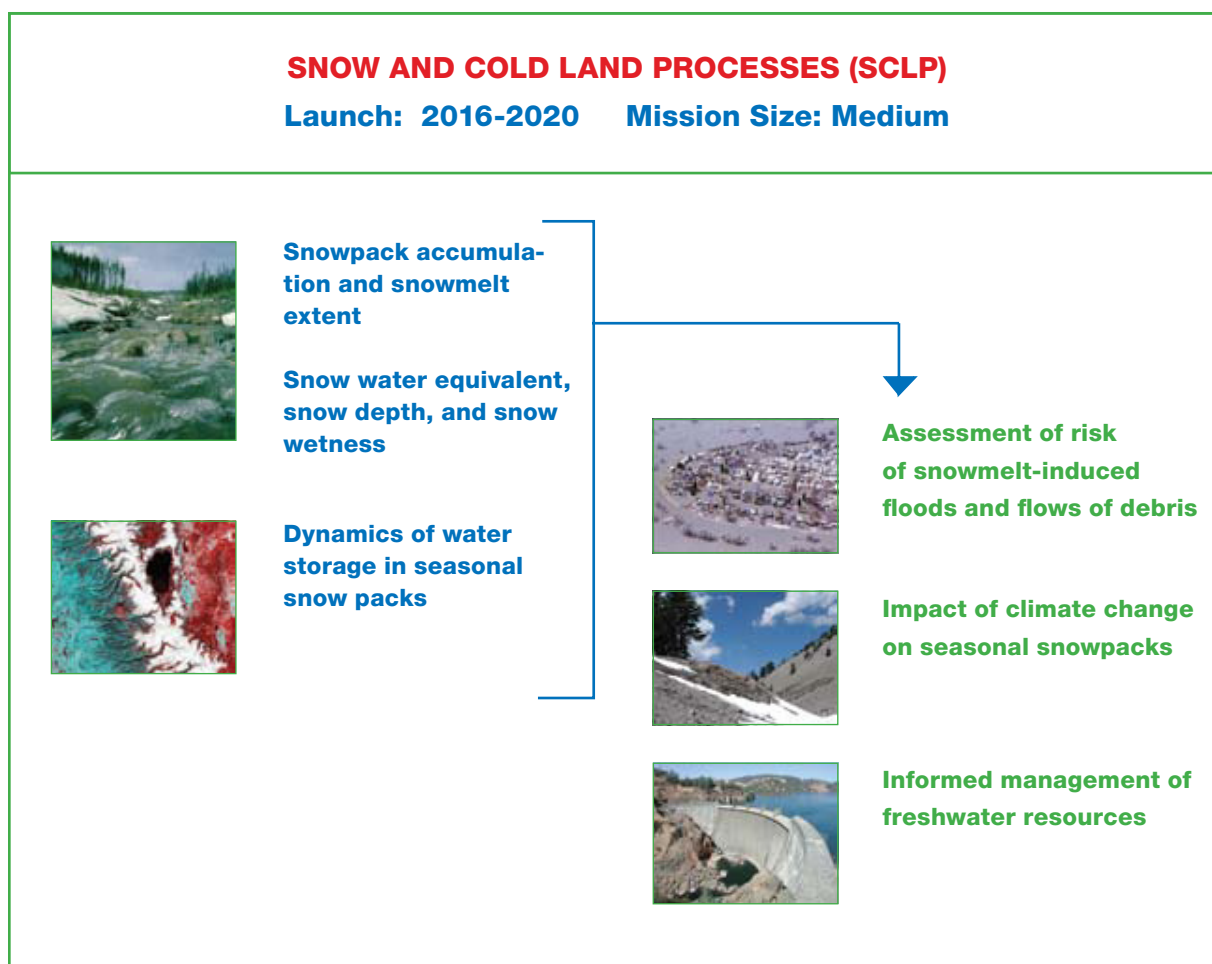 SNOW AND COLD LAND PROCESSES (SCLP)
Launch: 2016-2020 Mission Size: Medium
Snowpack accumula-
tion and snowmelt
extent
Snow water equivalent,
snow depth, and snow
wetness
Dynamics of water
storage in seasonal
snow packs
Assessment of risk
of snowmelt-induced
floods and flows of debris
Impact of climate change
on seasonal snowpacks
Informed management of
freshwater resources